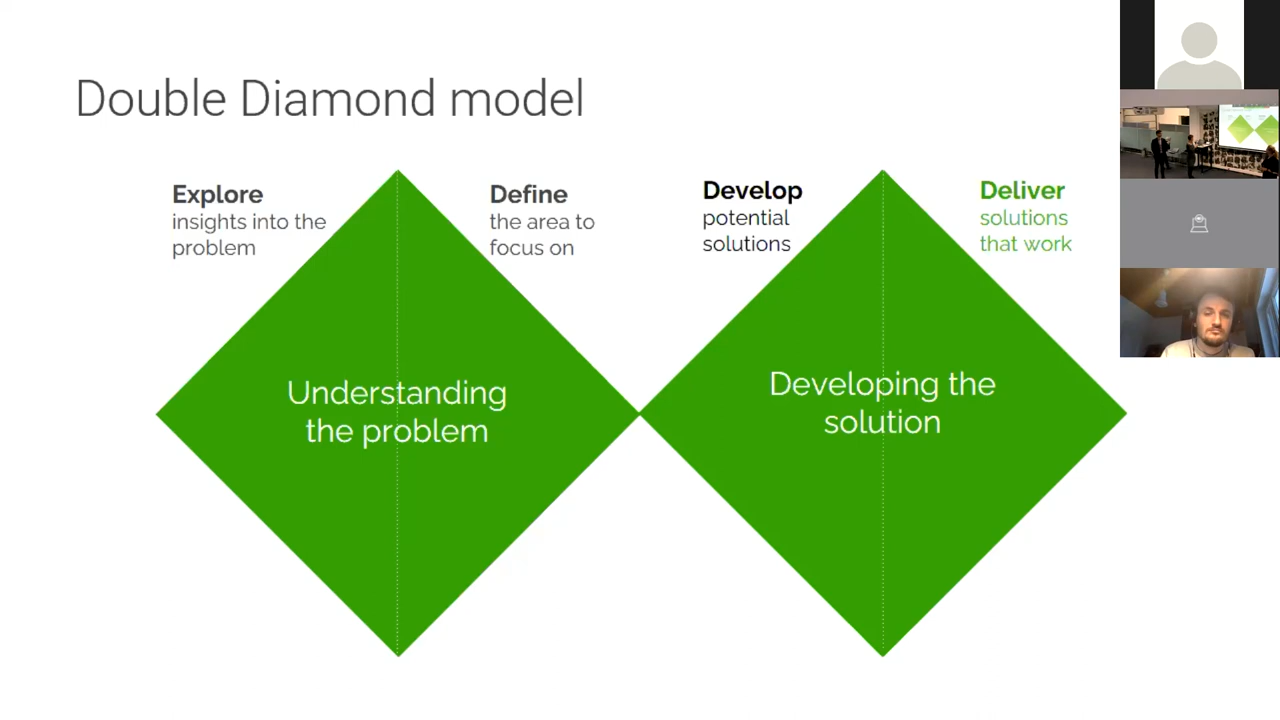 Double Diamond model
Explore
insights into the
problem
Define
the area to
focus on
Develop
potential
solutions
Deliver
solutions
that work
Understanding
the problem
Developing the
solution